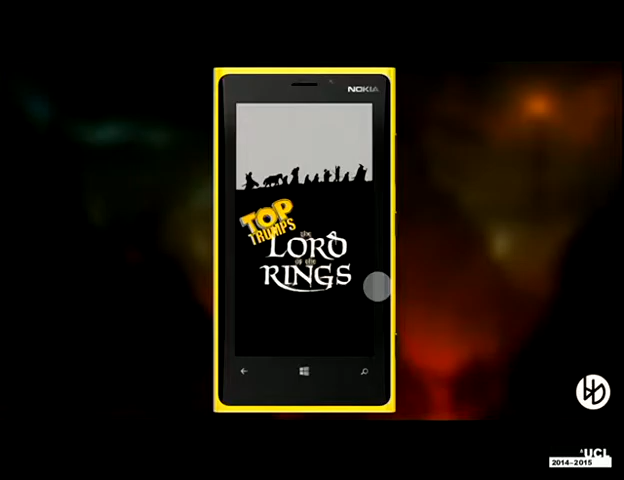 NOKIA
TOP
TRUMPS
the
LORD
of the
RINGS
UCL
2014-2015